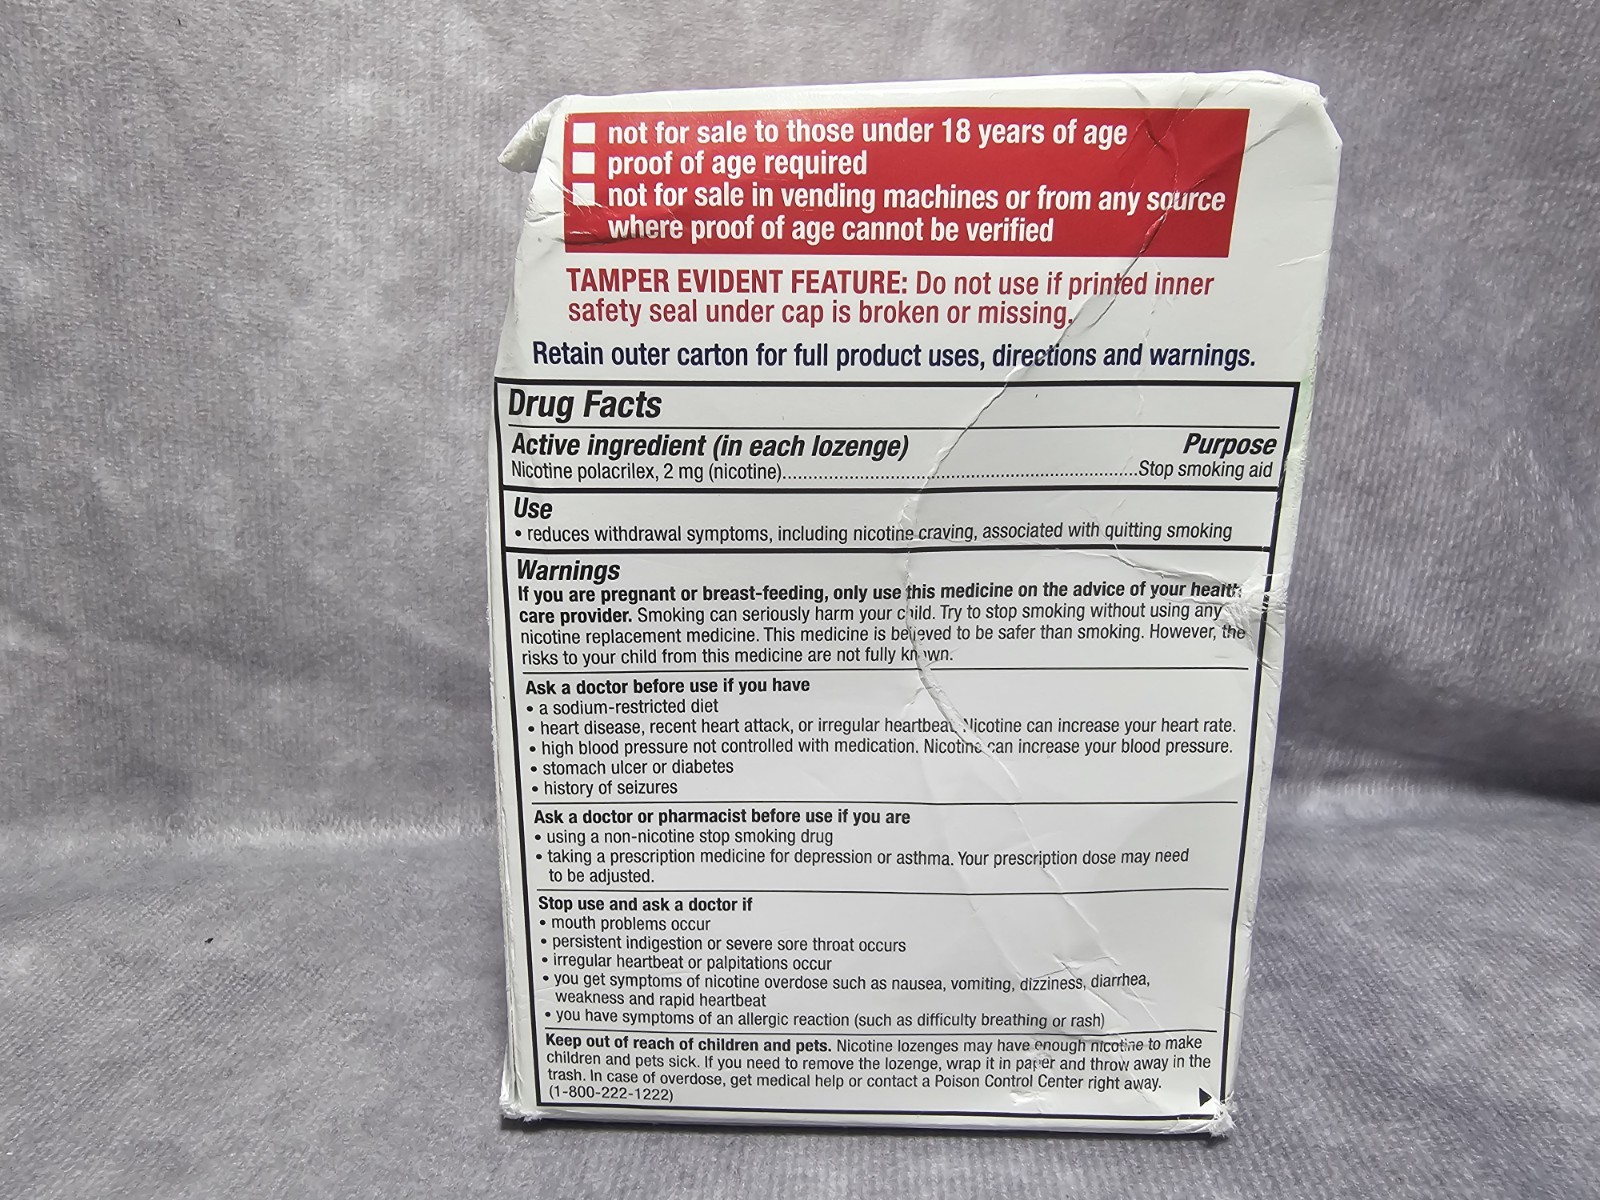 not for sale to those under 18 years of age
proof of age required
not for sale in vending machines or from any source
where proof of age cannot be verified
TAMPER EVIDENT FEATURE: Do not use if printed inner
safety seal under cap is broken or missing.
Retain outer carton for full product uses, directions and warnings.
Drug Facts
Active ingredient (in each lozenge) Purpose
Nicotine polacrilex, 2 mg (nicotine)..........................................................Stop smoking aid
Use
• reduces withdrawal symptoms, including nicotine craving, associated with quitting smoking
Warnings
If you are pregnant or breast-feeding, only use this medicine on the advice of your health
care provider. Smoking can seriously harm your child. Try to stop smoking without using any
nicotine replacement medicine. This medicine is believed to be safer than smoking. However, the
risks to your child from this medicine are not fully known.
Ask a doctor before use if you have
• a sodium-restricted diet
• heart disease, recent heart attack, or irregular heartbeat. Nicotine can increase your heart rate.
• high blood pressure not controlled with medication. Nicotine can increase your blood pressure.
• stomach ulcer or diabetes
• history of seizures
Ask a doctor or pharmacist before use if you are
• using a non-nicotine stop smoking drug
• taking a prescription medicine for depression or asthma. Your prescription dose may need
to be adjusted.
Stop use and ask a doctor if
• mouth problems occur
• persistent indigestion or severe sore throat occurs
• irregular heartbeat or palpitations occur
• you get symptoms of nicotine overdose such as nausea, vomiting, dizziness, diarrhea,
weakness and rapid heartbeat
• you have symptoms of an allergic reaction (such as difficulty breathing or rash)
Keep out of reach of children and pets. Nicotine lozenges may have enough nicotine to make
children and pets sick. If you need to remove the lozenge, wrap it in paper and throw away in the
trash. In case of overdose, get medical help or contact a Poison Control Center right away.
(1-800-222-1222)